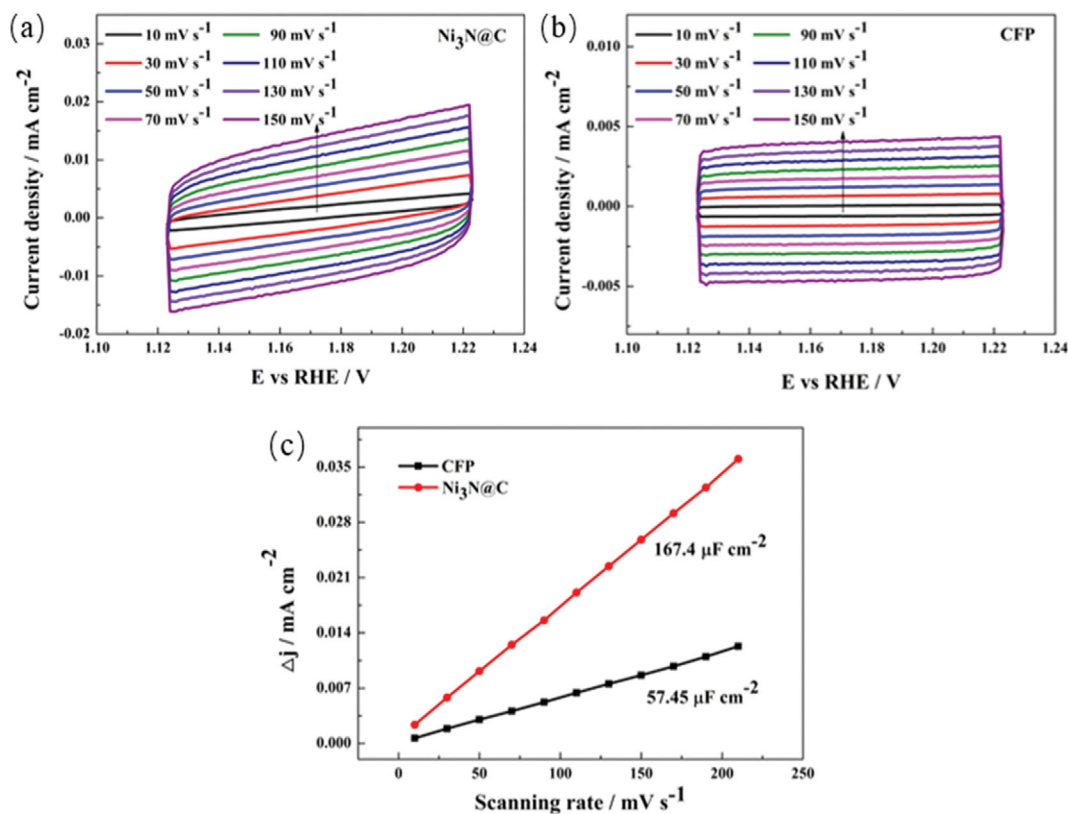 (a)
Ni₃N@C
10 mV s⁻¹ 90 mV s⁻¹
30 mV s⁻¹ 110 mV s⁻¹
50 mV s⁻¹ 130 mV s⁻¹
70 mV s⁻¹ 150 mV s⁻¹
Current density / mA cm⁻²
0.03
0.02
0.01
0.00
-0.01
-0.02
1.10 1.12 1.14 1.16 1.18 1.20 1.22 1.24
E vs RHE / V
(b)
CFP
10 mV s⁻¹ 90 mV s⁻¹
30 mV s⁻¹ 110 mV s⁻¹
50 mV s⁻¹ 130 mV s⁻¹
70 mV s⁻¹ 150 mV s⁻¹
Current density / mA cm⁻²
0.010
0.005
0.000
-0.005
1.10 1.12 1.14 1.16 1.18 1.20 1.22 1.24
E vs RHE / V
(c)
CFP
Ni₃N@C
△j / mA cm⁻²
0.035
0.028
0.021
0.014
0.007
0.000
167.4 μF cm⁻²
57.45 μF cm⁻²
0 50 100 150 200 250
Scanning rate / mV s⁻¹